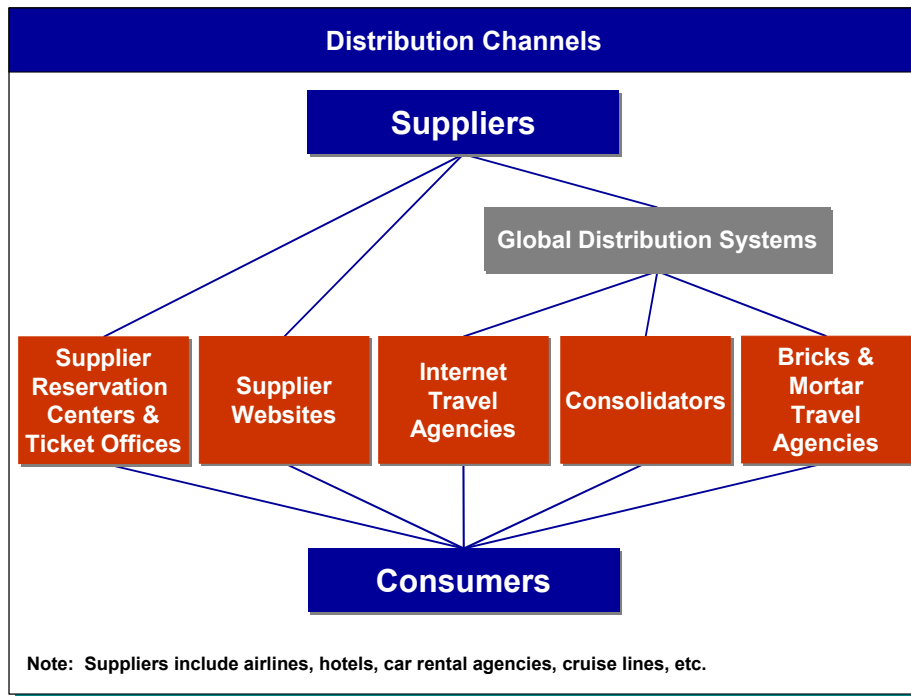 Distribution Channels
Suppliers
Global Distribution Systems
Supplier
Reservation
Centers &
Ticket Offices
Supplier
Websites
Internet
Travel
Agencies
Consolidators
Bricks &
Mortar
Travel
Agencies
Consumers
Note: Suppliers include airlines, hotels, car rental agencies, cruise lines, etc.